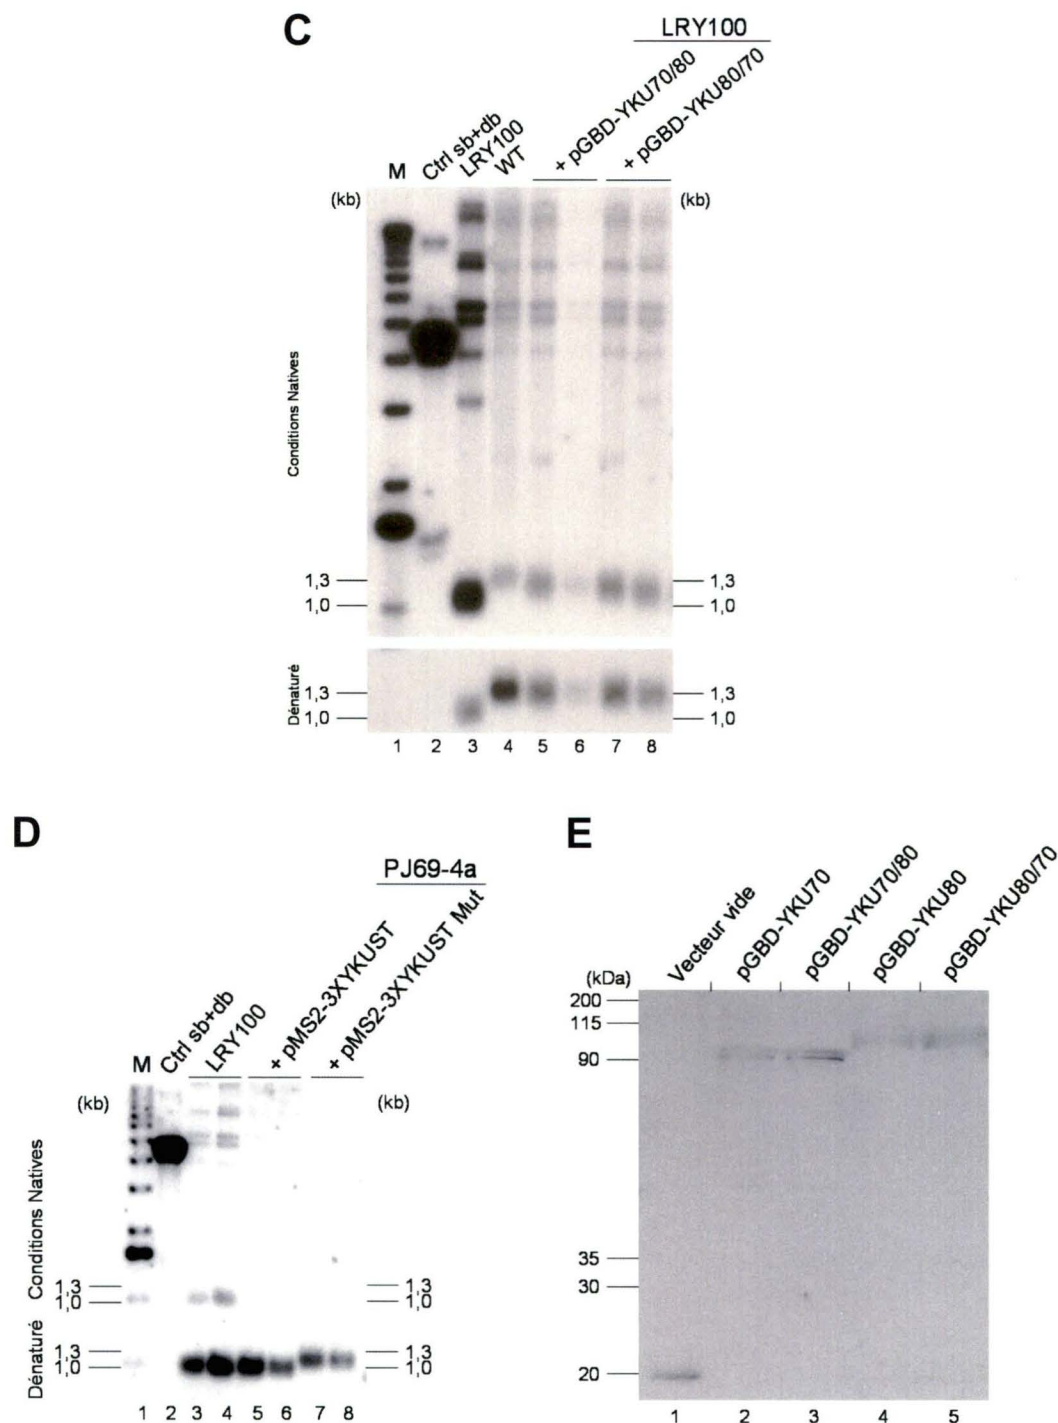 C
LRY100
M
Ctrl sb+db
LRY100
WT
+ pGBD-YKU70/80
+ pGBD-YKU80/70
(kb)
(kb)
Conditions Natives
1,3
1,3
1,0
1,0
Dénaturé
1,3
1,3
1,0
1,0
1 2 3 4 5 6 7 8
D
PJ69-4a
M
Ctrl sb+db
LRY100
+ pMS2-3XYKUST
+ pMS2-3XYKUST Mut
(kb)
(kb)
Conditions Natives
1,3
1,3
1,0
1,0
Dénaturé
1,3
1,3
1,0
1,0
1 2 3 4 5 6 7 8
E
Vecteur vide
pGBD-YKU70
pGBD-YKU70/80
pGBD-YKU80
pGBD-YKU80/70
(kDa)
200
115
90
35
30
20
1 2 3 4 5